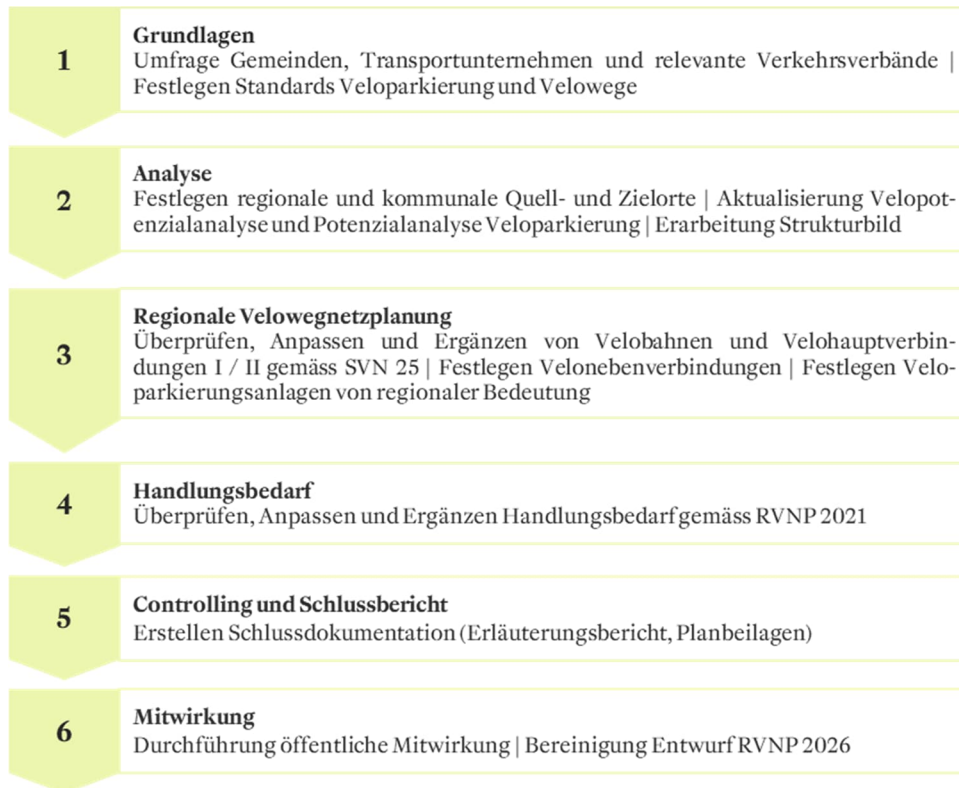 1
Grundlagen
Umfrage Gemeinden, Transportunternehmen und relevante Verkehrsverbände |
Festlegen Standards Veloparkierung und Velowege
2
Analyse
Festlegen regionale und kommunale Quell- und Zielorte | Aktualisierung Velopot-
enzialanalyse und Potenzialanalyse Veloparkierung | Erarbeitung Strukturbild
3
Regionale Velowegnetzplanung
Überprüfen, Anpassen und Ergänzen von Velobahnen und Velohauptverbin-
dungen I / II gemäss SVN 25 | Festlegen Velonebenverbindungen | Festlegen Velo-
parkierungsanlagen von regionaler Bedeutung
4
Handlungsbedarf
Überprüfen, Anpassen und Ergänzen Handlungsbedarf gemäss RVNP 2021
5
Controlling und Schlussbericht
Erstellen Schlussdokumentation (Erläuterungsbericht, Planbeilagen)
6
Mitwirkung
Durchführung öffentliche Mitwirkung | Bereinigung Entwurf RVNP 2026